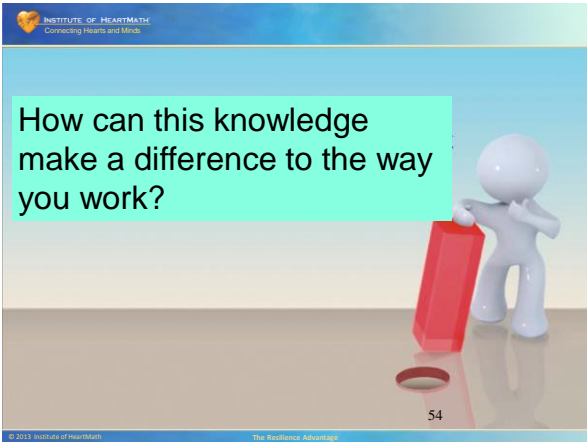 INSTITUTE OF HEARTMATH
Connecting Hearts and Minds
How can this knowledge
make a difference to the way
you work?
54
© 2013 Institute of HeartMath
The Resilience Advantage